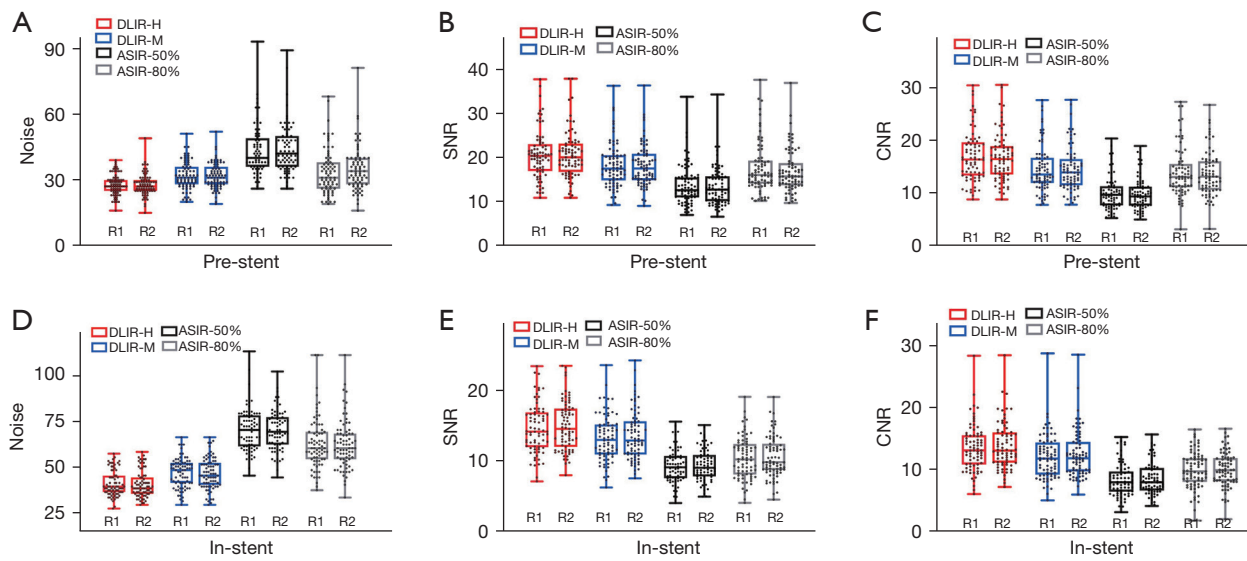 A
DLIR-H
DLIR-M
ASIR-50%
ASIR-80%
90
60
30
0
Noise
R1 R2 R1 R2 R1 R2 R1 R2
Pre-stent
B
DLIR-H ASIR-50%
DLIR-M ASIR-80%
40
30
20
10
0
SNR
R1 R2 R1 R2 R1 R2 R1 R2
Pre-stent
C
DLIR-H ASIR-50%
DLIR-M ASIR-80%
30
20
10
0
CNR
R1 R2 R1 R2 R1 R2 R1 R2
Pre-stent
D
DLIR-H ASIR-50%
DLIR-M ASIR-80%
100
75
50
25
Noise
R1 R2 R1 R2 R1 R2 R1 R2
In-stent
E
DLIR-H ASIR-50%
DLIR-M ASIR-80%
20
10
0
SNR
R1 R2 R1 R2 R1 R2 R1 R2
In-stent
F
DLIR-H ASIR-50%
DLIR-M ASIR-80%
30
20
10
0
CNR
R1 R2 R1 R2 R1 R2 R1 R2
In-stent